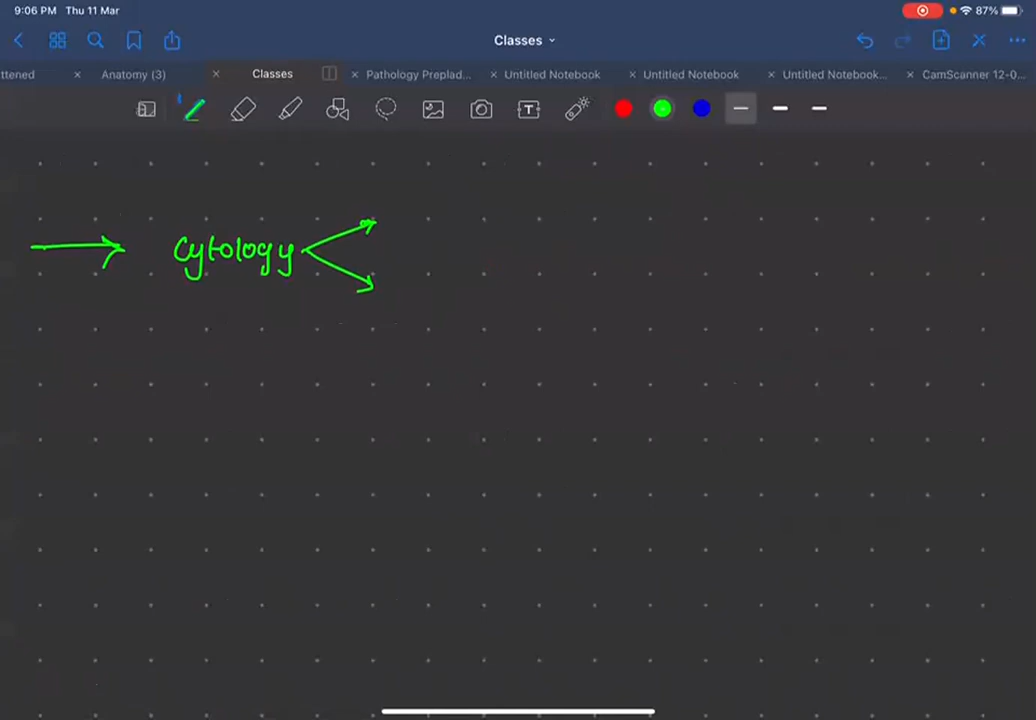 9:06 PM Thu 11 Mar 87%
Classes
ttened Anatomy (3) Classes Pathology Preplad... Untitled Notebook Untitled Notebook Untitled Notebook... CamScanner 12-0...
T
Cytology